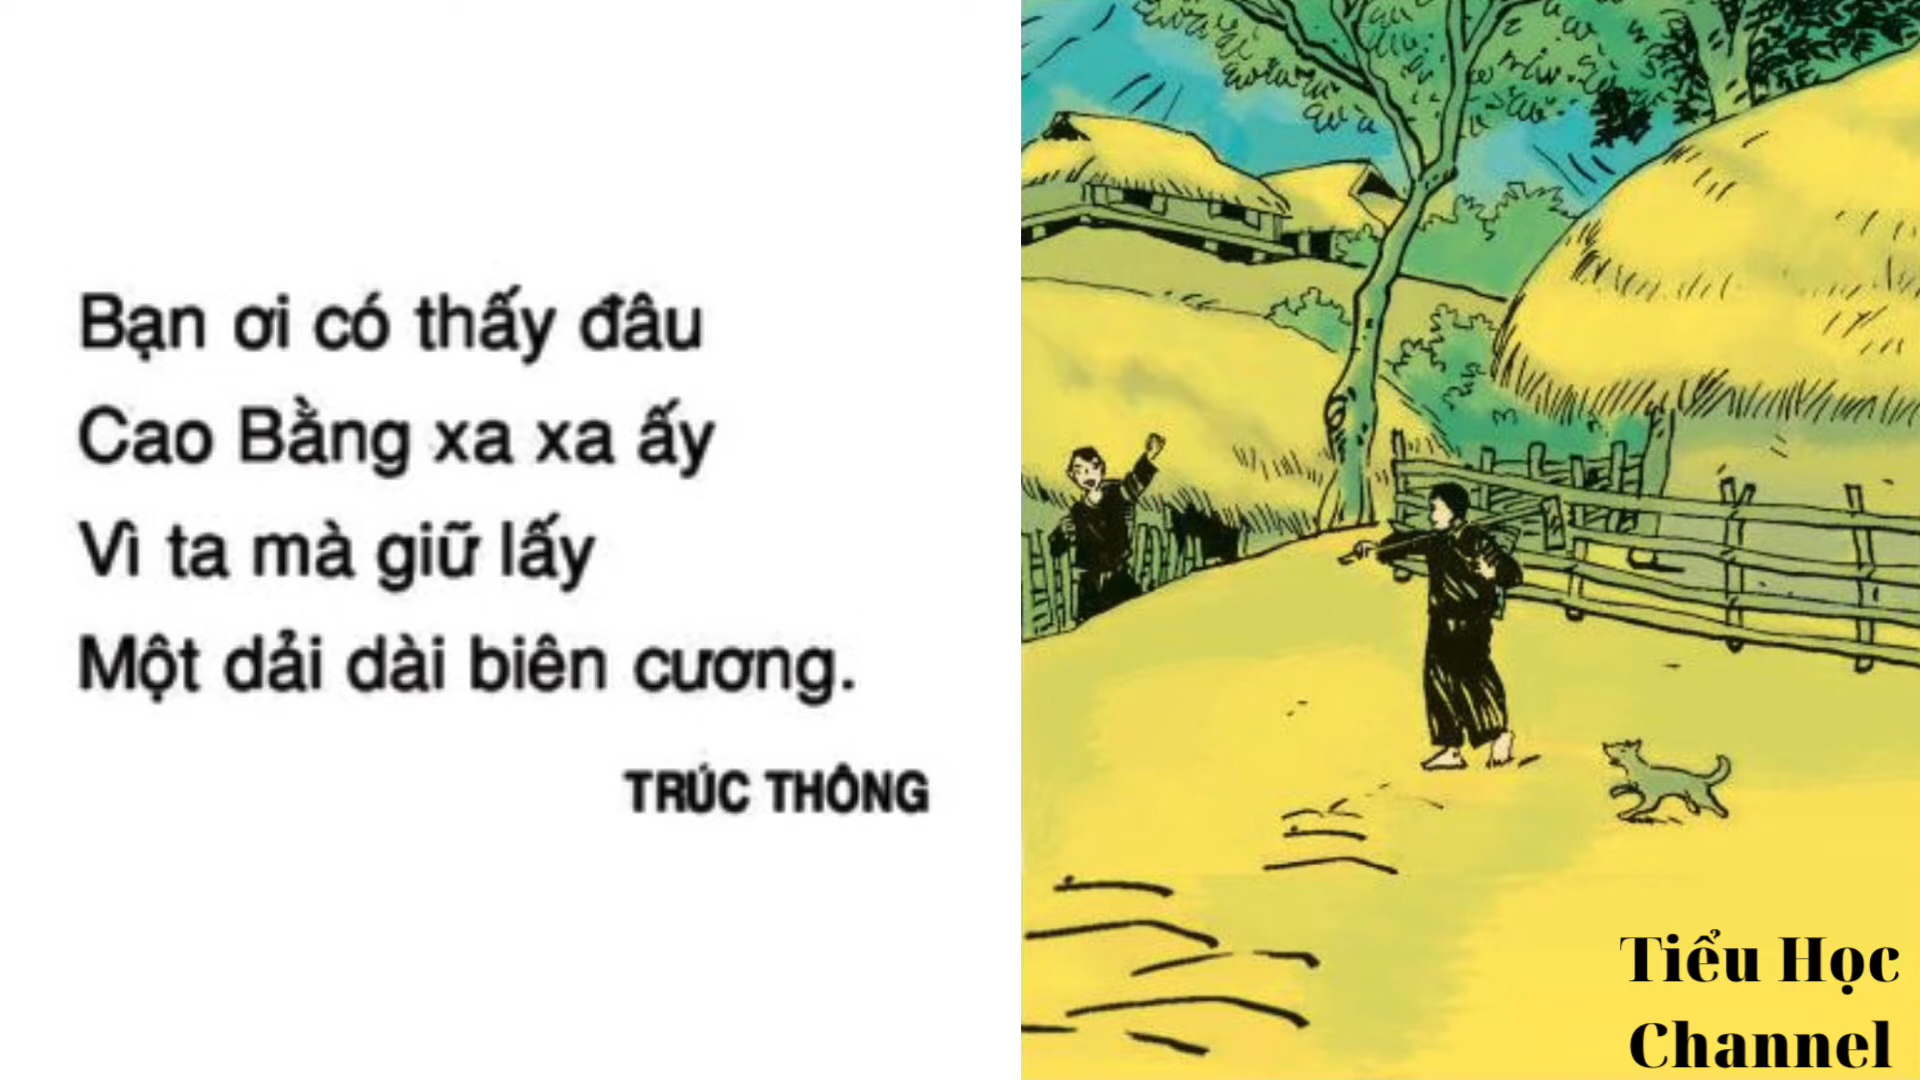 Bạn ơi có thấy đâu
Cao Bằng xa xa ấy
Vì ta mà giữ lấy
Một dải dài biên cương.
TRÚC THÔNG
Tiểu Học
Channel